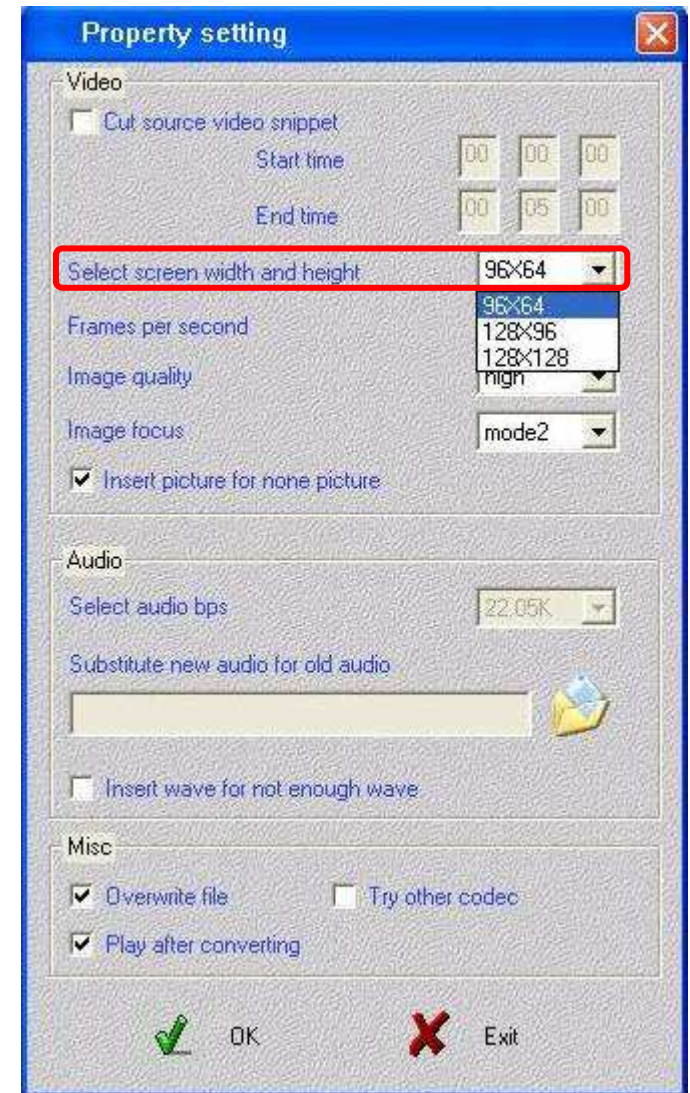 Property setting
Video
Cut source video snippet
Start time 00 00 00
End time 00 05 00
Select screen width and height 96X64
96X64
Frames per second 128X96
128X128
Image quality high
Image focus mode2
Insert picture for none picture
Audio
Select audio bps 22.05K
Substitute new audio for old audio
Insert wave for not enough wave
Misc
Overwrite file Try other codec
Play after converting
OK Exit